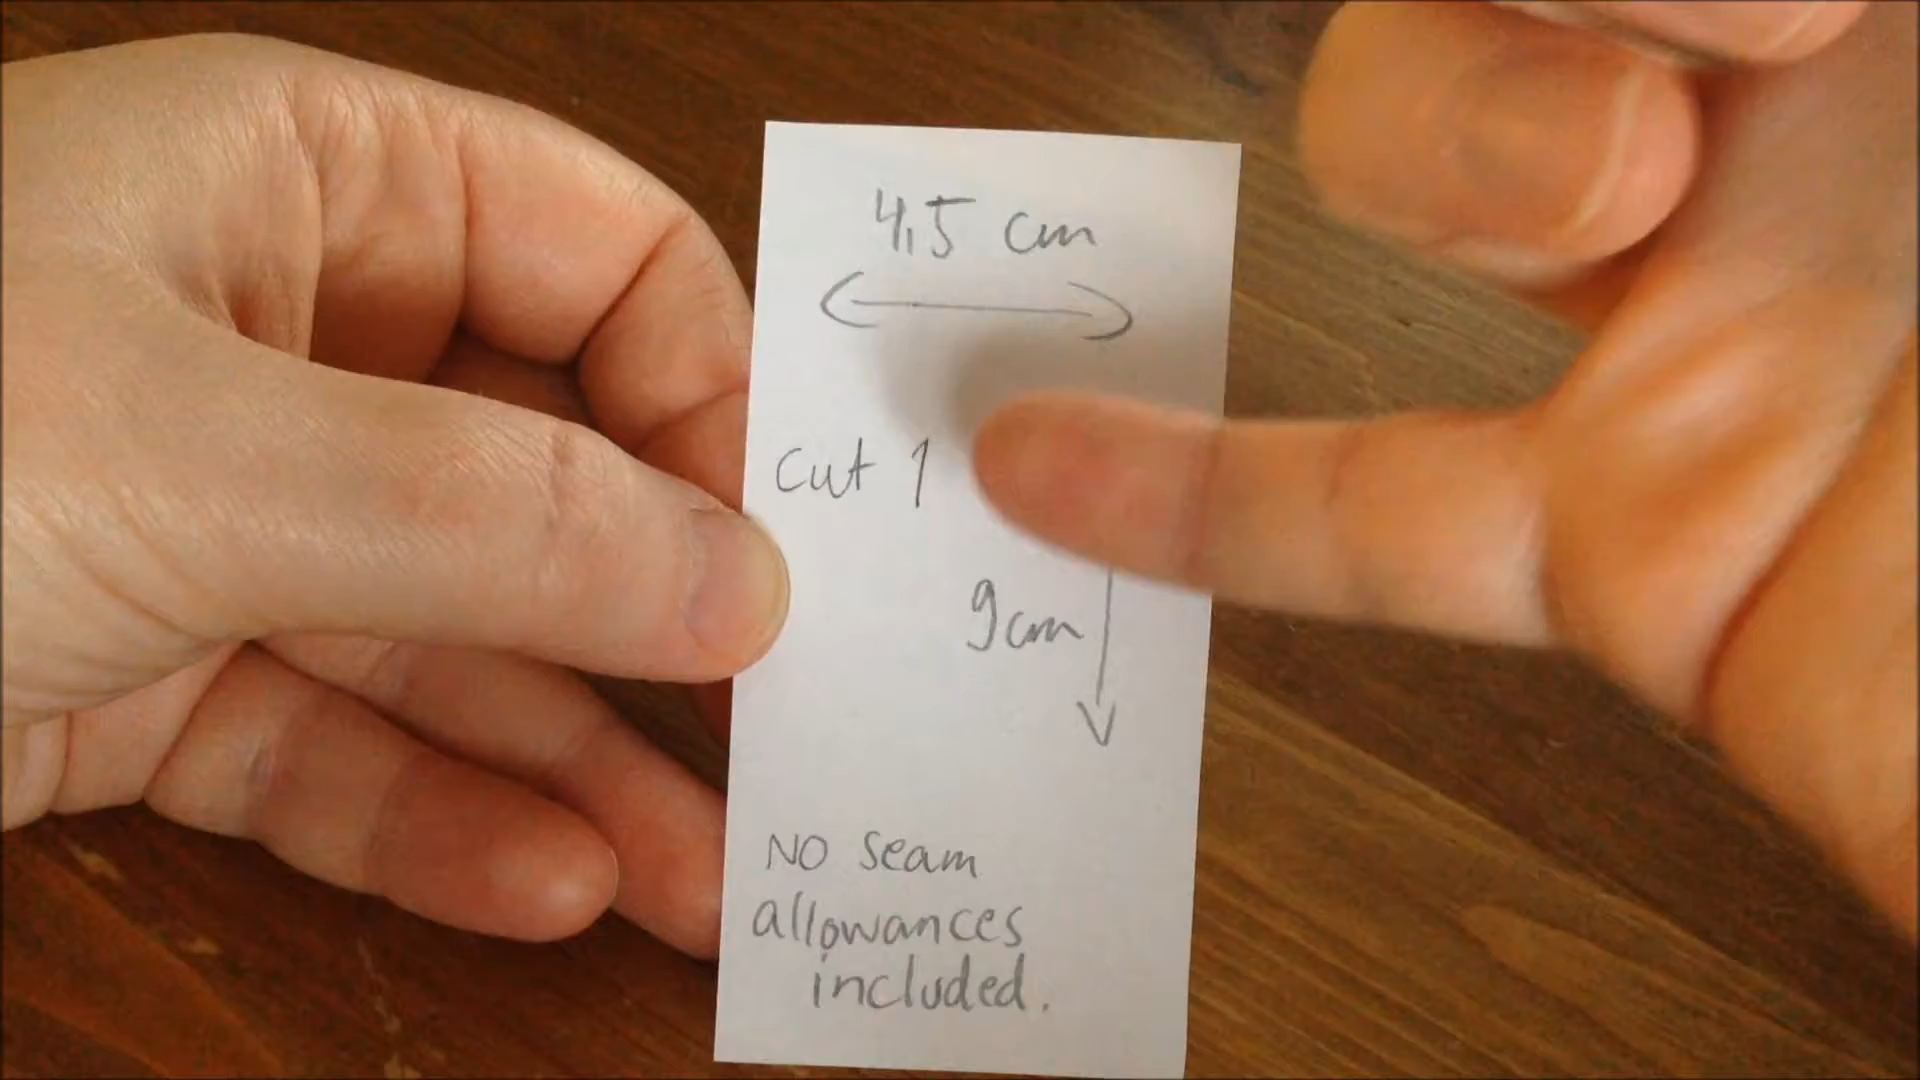 4,5 cm
cut 1
9cm
NO seam
allowances
included.